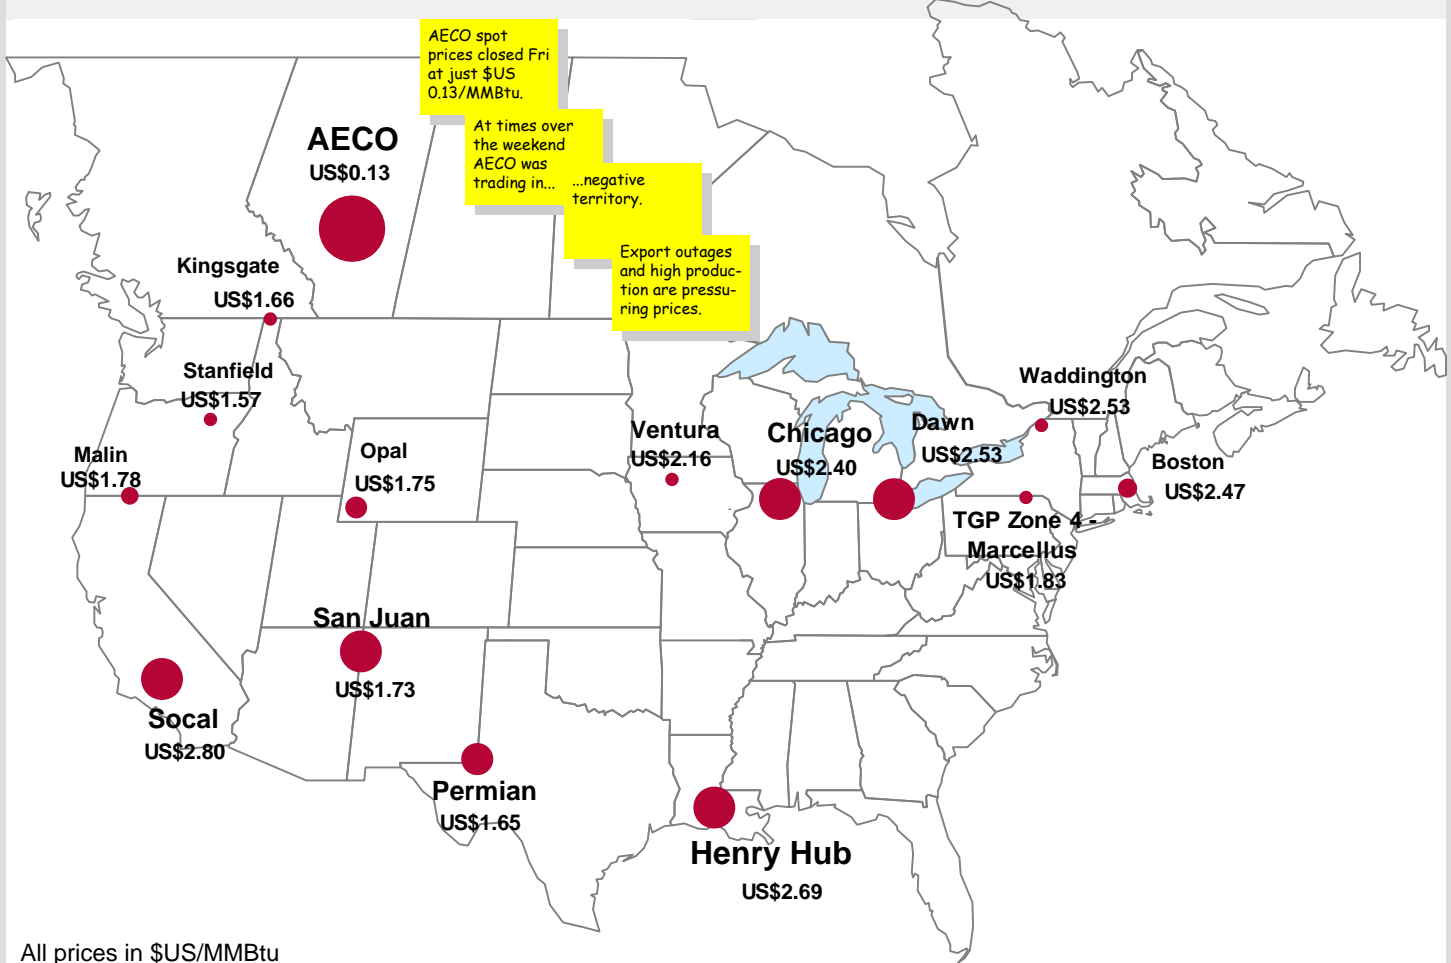 AECO spot
prices closed Fri
at just $US
0.13/MMBtu.
At times over
the weekend
AECO was
trading in...
...negative
territory.
Export outages
and high produc-
tion are pressu-
ring prices.
AECO
US$0.13
Kingsgate
US$1.66
Stanfield
US$1.57
Malin
US$1.78
Opal
US$1.75
Ventura
US$2.16
Chicago
US$2.40
Dawn
US$2.53
Waddington
US$2.53
Boston
US$2.47
TGP Zone 4 -
Marcellus
US$1.83
San Juan
US$1.73
Socal
US$2.80
Permian
US$1.65
Henry Hub
US$2.69
All prices in $US/MMBtu